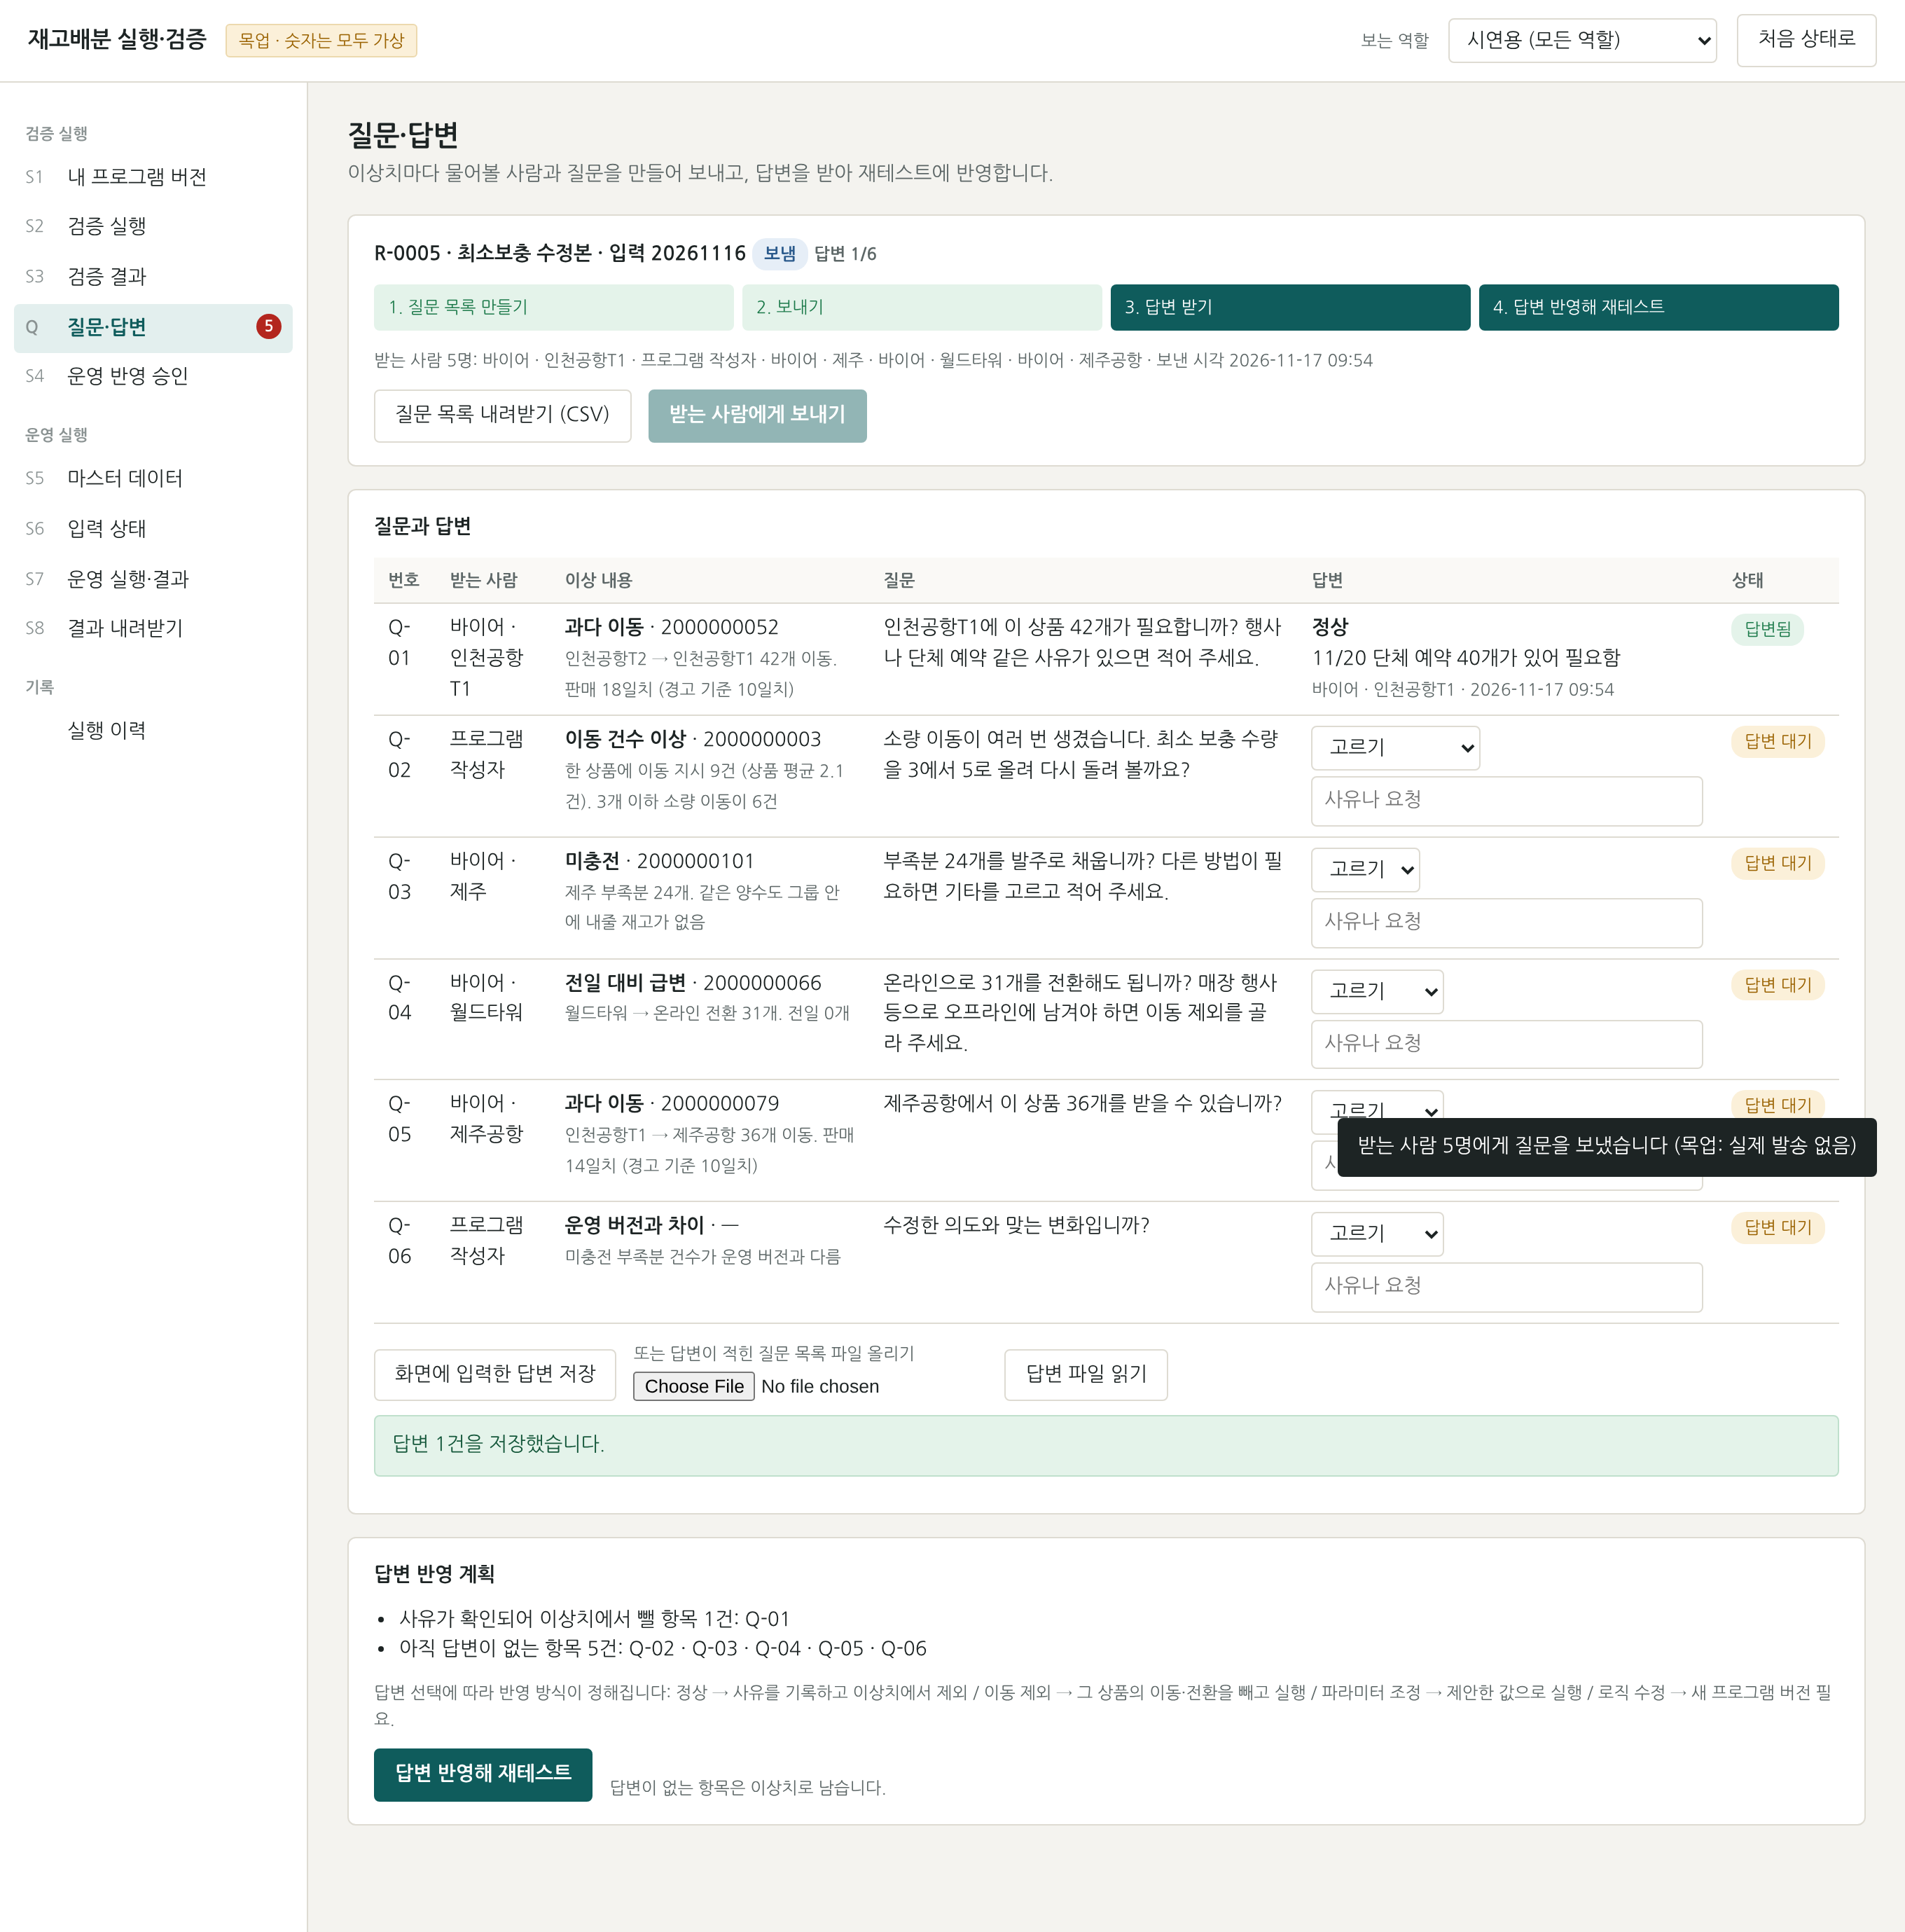 재고배분 실행·검증
목업 · 숫자는 모두 가상
보는 역할
시연용 (모든 역할)
처음 상태로
검증 실행
S1 내 프로그램 버전
S2 검증 실행
S3 검증 결과
Q 질문·답변 5
S4 운영 반영 승인
운영 실행
S5 마스터 데이터
S6 입력 상태
S7 운영 실행·결과
S8 결과 내려받기
기록
실행 이력
질문·답변
이상치마다 물어볼 사람과 질문을 만들어 보내고, 답변을 받아 재테스트에 반영합니다.
R-0005 · 최소보충 수정본 · 입력 20261116 보냄 답변 1/6
1. 질문 목록 만들기
2. 보내기
3. 답변 받기
4. 답변 반영해 재테스트
받는 사람 5명: 바이어 · 인천공항T1 · 프로그램 작성자 · 바이어 · 제주 · 바이어 · 월드타워 · 바이어 · 제주공항 · 보낸 시각 2026-11-17 09:54
질문 목록 내려받기 (CSV)
받는 사람에게 보내기
질문과 답변
번호 받는 사람 이상 내용 질문 답변 상태
Q-
01
바이어 ·
인천공항
T1
과다 이동 · 2000000052
인천공항T2 → 인천공항T1 42개 이동.
판매 18일치 (경고 기준 10일치)
인천공항T1에 이 상품 42개가 필요합니까? 행사
나 단체 예약 같은 사유가 있으면 적어 주세요.
정상
11/20 단체 예약 40개가 있어 필요함
바이어 · 인천공항T1 · 2026-11-17 09:54
답변됨
Q-
02
프로그램
작성자
이동 건수 이상 · 2000000003
한 상품에 이동 지시 9건 (상품 평균 2.1
건). 3개 이하 소량 이동이 6건
소량 이동이 여러 번 생겼습니다. 최소 보충 수량
을 3에서 5로 올려 다시 돌려 볼까요?
고르기
사유나 요청
답변 대기
Q-
03
바이어 ·
제주
미충전 · 2000000101
제주 부족분 24개. 같은 양수도 그룹 안
에 내줄 재고가 없음
부족분 24개를 발주로 채웁니까? 다른 방법이 필
요하면 기타를 고르고 적어 주세요.
고르기
사유나 요청
답변 대기
Q-
04
바이어 ·
월드타워
전일 대비 급변 · 2000000066
월드타워 → 온라인 전환 31개. 전일 0개
온라인으로 31개를 전환해도 됩니까? 매장 행사
등으로 오프라인에 남겨야 하면 이동 제외를 골
라 주세요.
고르기
사유나 요청
답변 대기
Q-
05
바이어 ·
제주공항
과다 이동 · 2000000079
인천공항T1 → 제주공항 36개 이동. 판매
14일치 (경고 기준 10일치)
제주공항에서 이 상품 36개를 받을 수 있습니까?
고르기
답변 대기
받는 사람 5명에게 질문을 보냈습니다 (목업: 실제 발송 없음)
Q-
06
프로그램
작성자
운영 버전과 차이 · —
미충전 부족분 건수가 운영 버전과 다름
수정한 의도와 맞는 변화입니까?
고르기
사유나 요청
답변 대기
화면에 입력한 답변 저장
또는 답변이 적힌 질문 목록 파일 올리기
Choose File No file chosen
답변 파일 읽기
답변 1건을 저장했습니다.
답변 반영 계획
• 사유가 확인되어 이상치에서 뺄 항목 1건: Q-01
• 아직 답변이 없는 항목 5건: Q-02 · Q-03 · Q-04 · Q-05 · Q-06
답변 선택에 따라 반영 방식이 정해집니다: 정상 → 사유를 기록하고 이상치에서 제외 / 이동 제외 → 그 상품의 이동·전환을 빼고 실행 / 파라미터 조정 → 제안한 값으로 실행 / 로직 수정 → 새 프로그램 버전 필
요.
답변 반영해 재테스트
답변이 없는 항목은 이상치로 남습니다.